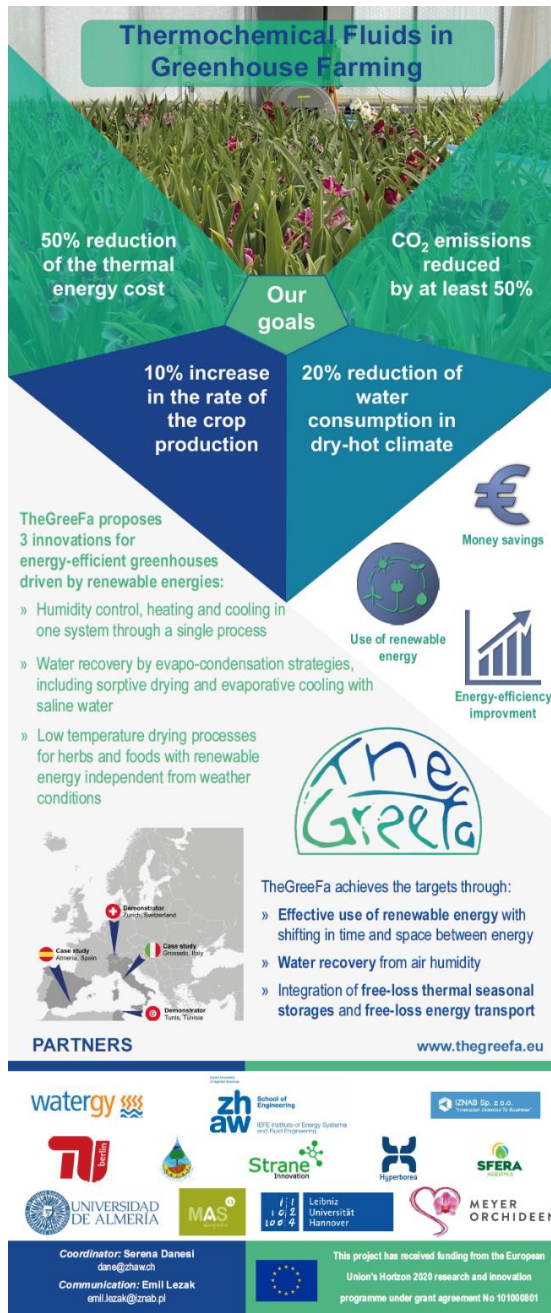 Thermochemical Fluids in
Greenhouse Farming
50% reduction
of the thermal
energy cost
CO₂ emissions
reduced
by at least 50%
Our
goals
10% increase
in the rate of
the crop
production
20% reduction of
water
consumption in
dry-hot climate
TheGreeFa proposes
3 innovations for
energy-efficient greenhouses
driven by renewable energies:
» Humidity control, heating and cooling in
one system through a single process
» Water recovery by evapo-condensation strategies,
including sorptive drying and evaporative cooling with
saline water
» Low temperature drying processes
for herbs and foods with renewable
energy independent from weather
conditions
€
Money savings
Use of renewable
energy
Energy-efficiency
improvment
The
Greefa
Demonstrator
Zurich, Switzerland
Case study
Almeria, Spain
Case study
Grosseto, Italy
Demonstrator
Tunis, Tunisia
TheGreeFa achieves the targets through:
» Effective use of renewable energy with
shifting in time and space between energy
» Water recovery from air humidity
» Integration of free-loss thermal seasonal
storages and free-loss energy transport
PARTNERS
www.thegreefa.eu
watergy
zh
aw
School of
Engineering
IEFE Institute of Energy Systems
and Fluid Engineering
IZNAB Sp. z o.o.
"Innovation Oriented To Business"
berlin
Strane
Innovation
Hyperborea
SFERA
AGRICOLA
UNIVERSIDAD
DE ALMERÍA
MAS
Leibniz
Universität
Hannover
MEYER
ORCHIDEEN
Coordinator: Serena Danesi
dane@zhaw.ch
Communication: Emil Lezak
emil.lezak@iznab.pl
This project has received funding from the European
Union's Horizon 2020 research and innovation
programme under grant agreement No 101000801